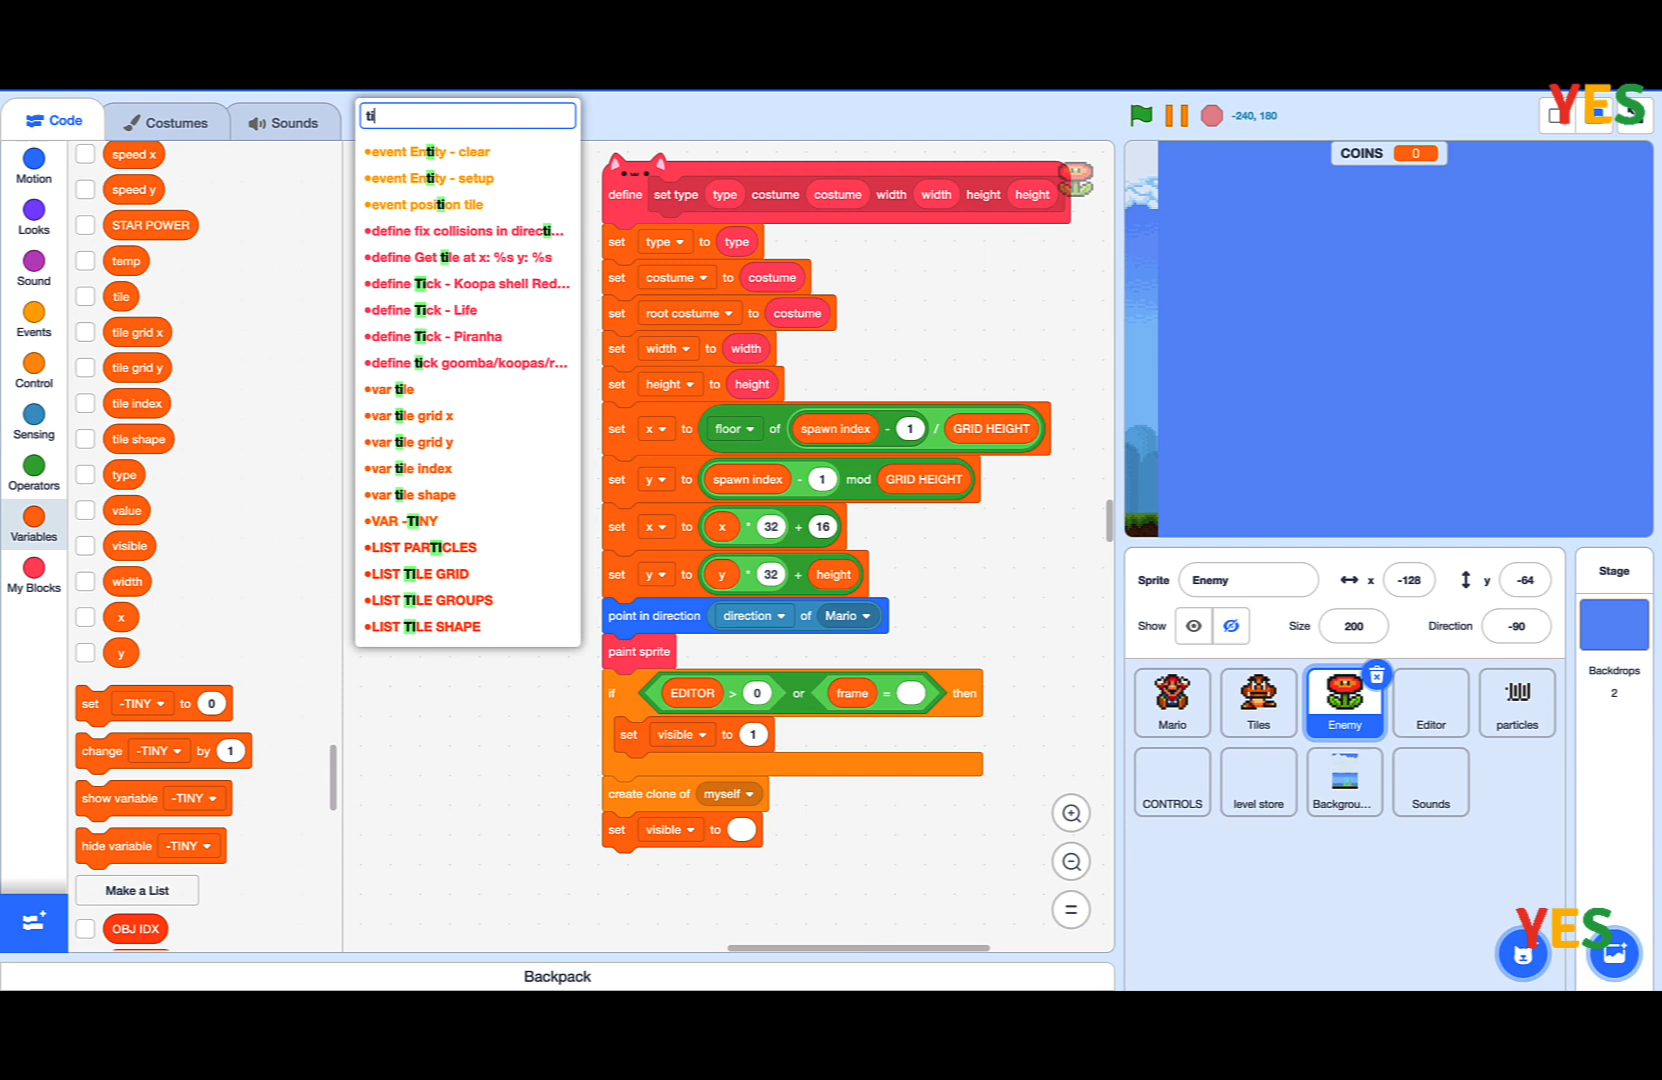 YES
Code
Costumes
Sounds
ti
-240, 180
COINS 0
Motion
Looks
Sound
Events
Control
Sensing
Operators
Variables
My Blocks
speed x
speed y
STAR POWER
temp
tile
tile grid x
tile grid y
tile index
tile shape
type
value
visible
width
x
y
set -TINY to 0
change -TINY by 1
show variable -TINY
hide variable -TINY
Make a List
OBJ IDX
•event Entity - clear
•event Entity - setup
•event position tile
•define fix collisions in directi...
•define Get tile at x: %s y: %s
•define Tick - Koopa shell Red...
•define Tick - Life
•define Tick - Piranha
•define tick goomba/koopas/r...
•var tile
•var tile grid x
•var tile grid y
•var tile index
•var tile shape
•VAR -TINY
•LIST PARTICLES
•LIST TILE GRID
•LIST TILE GROUPS
•LIST TILE SHAPE
define set type type costume costume width width height height
set type to type
set costume to costume
set root costume to costume
set width to width
set height to height
set x to floor of spawn index - 1 / GRID HEIGHT
set y to spawn index - 1 mod GRID HEIGHT
set x to x * 32 + 16
set y to y * 32 + height
point in direction direction of Mario
paint sprite
if EDITOR > 0 or frame = then
set visible to 1
create clone of myself
set visible to
=
Backpack
Sprite Enemy x -128 y -64
Show Size 200 Direction -90
Mario
Tiles
Enemy
Editor
particles
CONTROLS
level store
Backgrou...
Sounds
Stage
Backdrops
2
YES